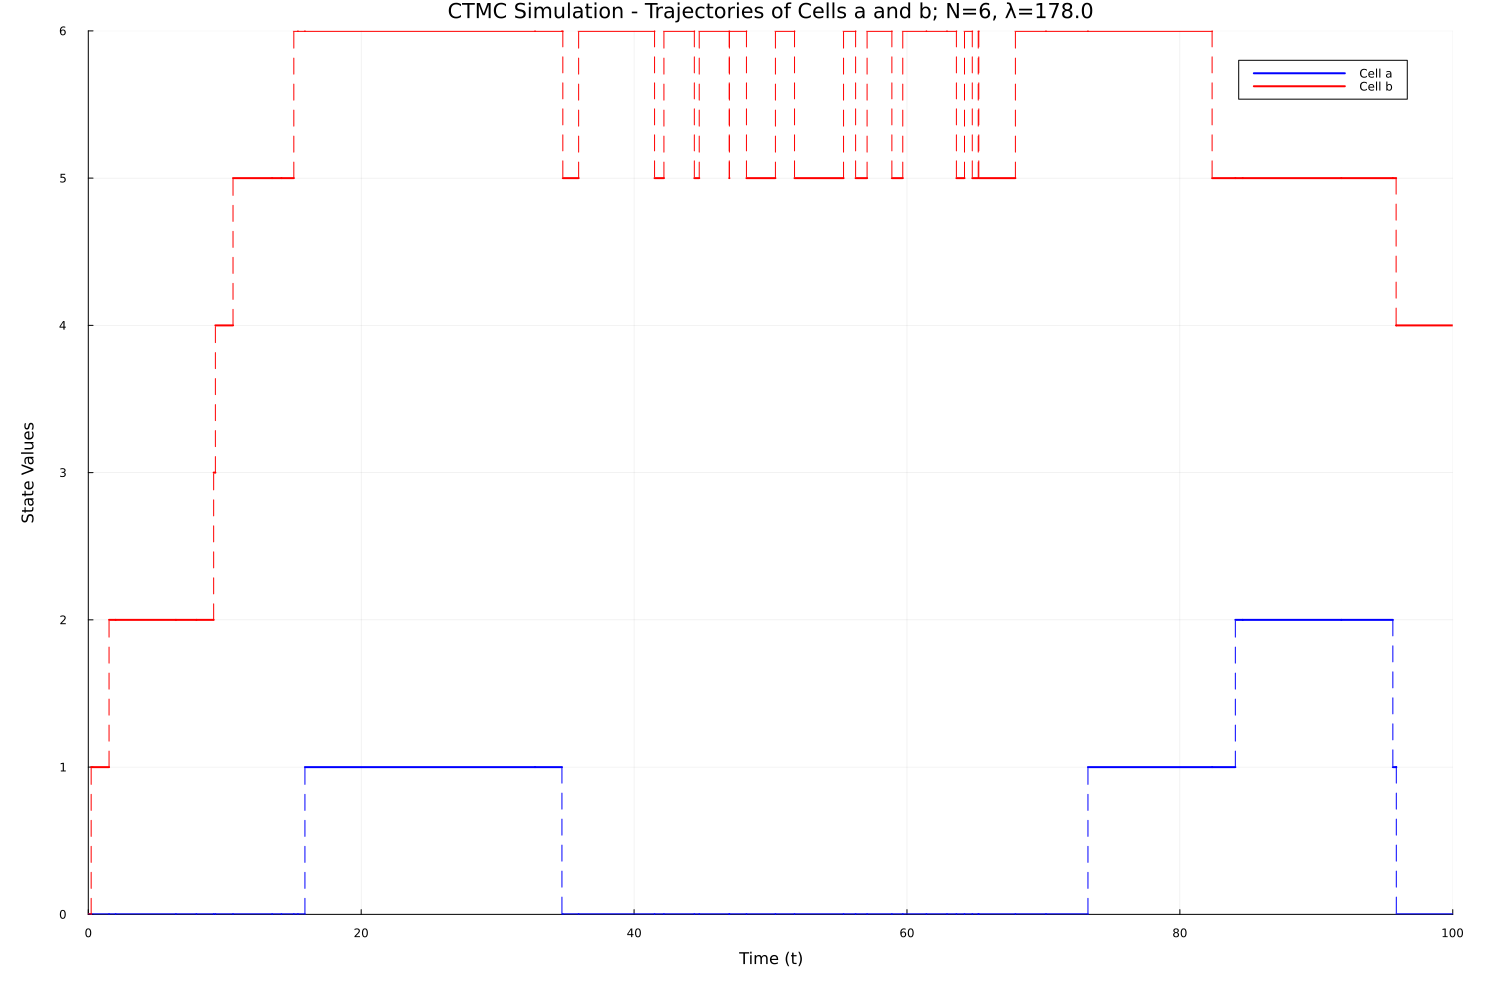 CTMC Simulation - Trajectories of Cells a and b; N=6, λ=178.0
6
Cell a
Cell b
5
4
State Values
3
2
1
0
0 20 40 60 80 100
Time (t)